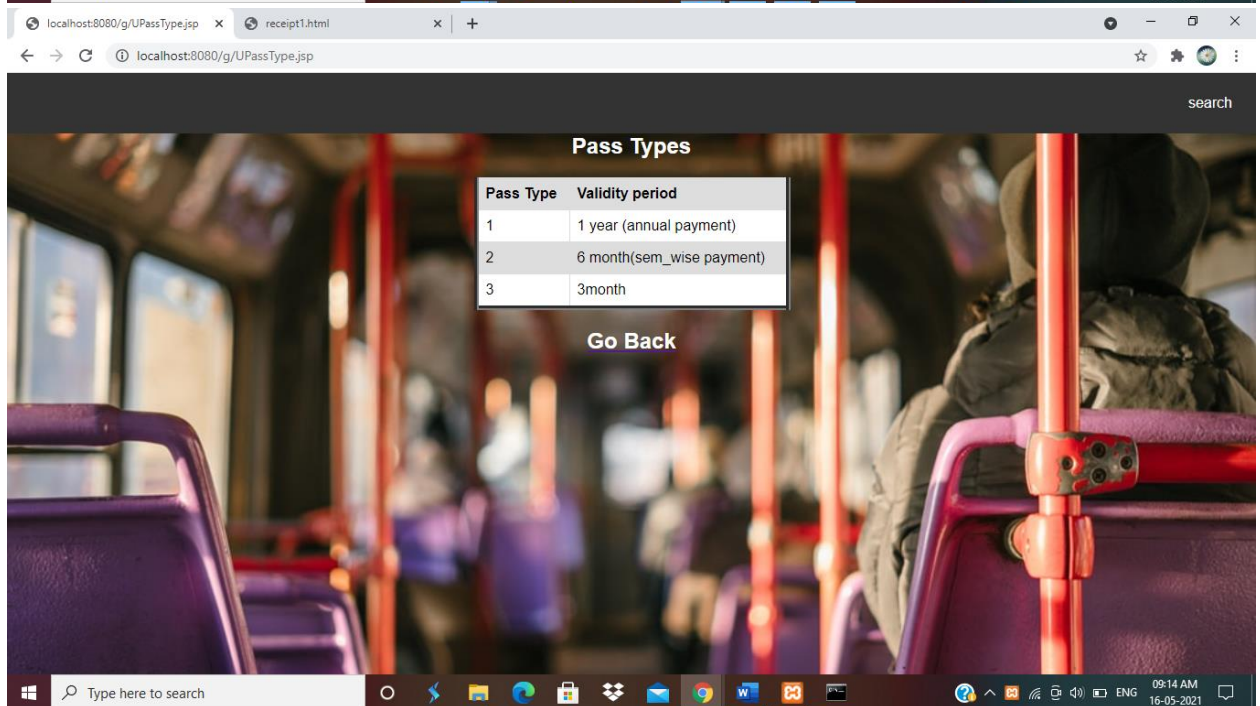 localhost:8080/g/UPassType.jsp receipt1.html
localhost:8080/g/UPassType.jsp
search
Pass Types
Pass Type Validity period
1 1 year (annual payment)
2 6 month(sem_wise payment)
3 3month
Go Back
Type here to search
ENG
09:14 AM
16-05-2021